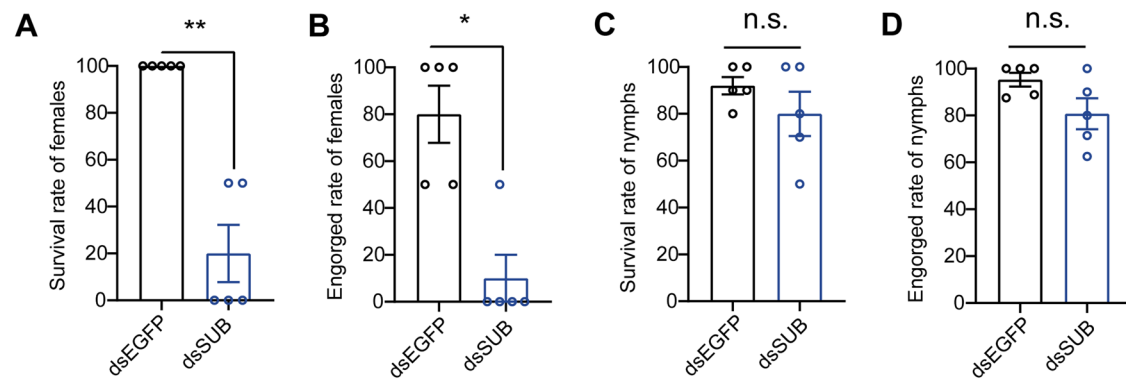 A
**
Survival rate of females
100
80
60
40
20
0
dsEGFP
dsSUB
B
*
Engorged rate of females
100
80
60
40
20
0
dsEGFP
dsSUB
C
n.s.
Survival rate of nymphs
100
80
60
40
20
0
dsEGFP
dsSUB
D
n.s.
Engorged rate of nymphs
100
80
60
40
20
0
dsEGFP
dsSUB